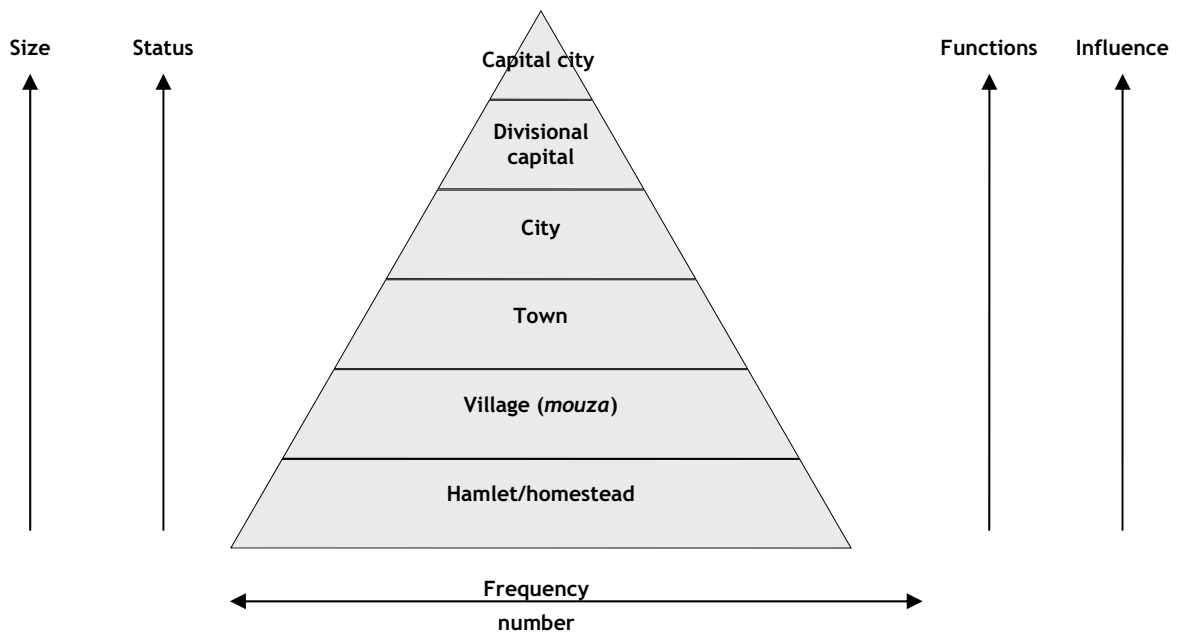 Size
Status
Functions
Influence
Capital city
Divisional
capital
City
Town
Village (mouza)
Hamlet/homestead
Frequency
number